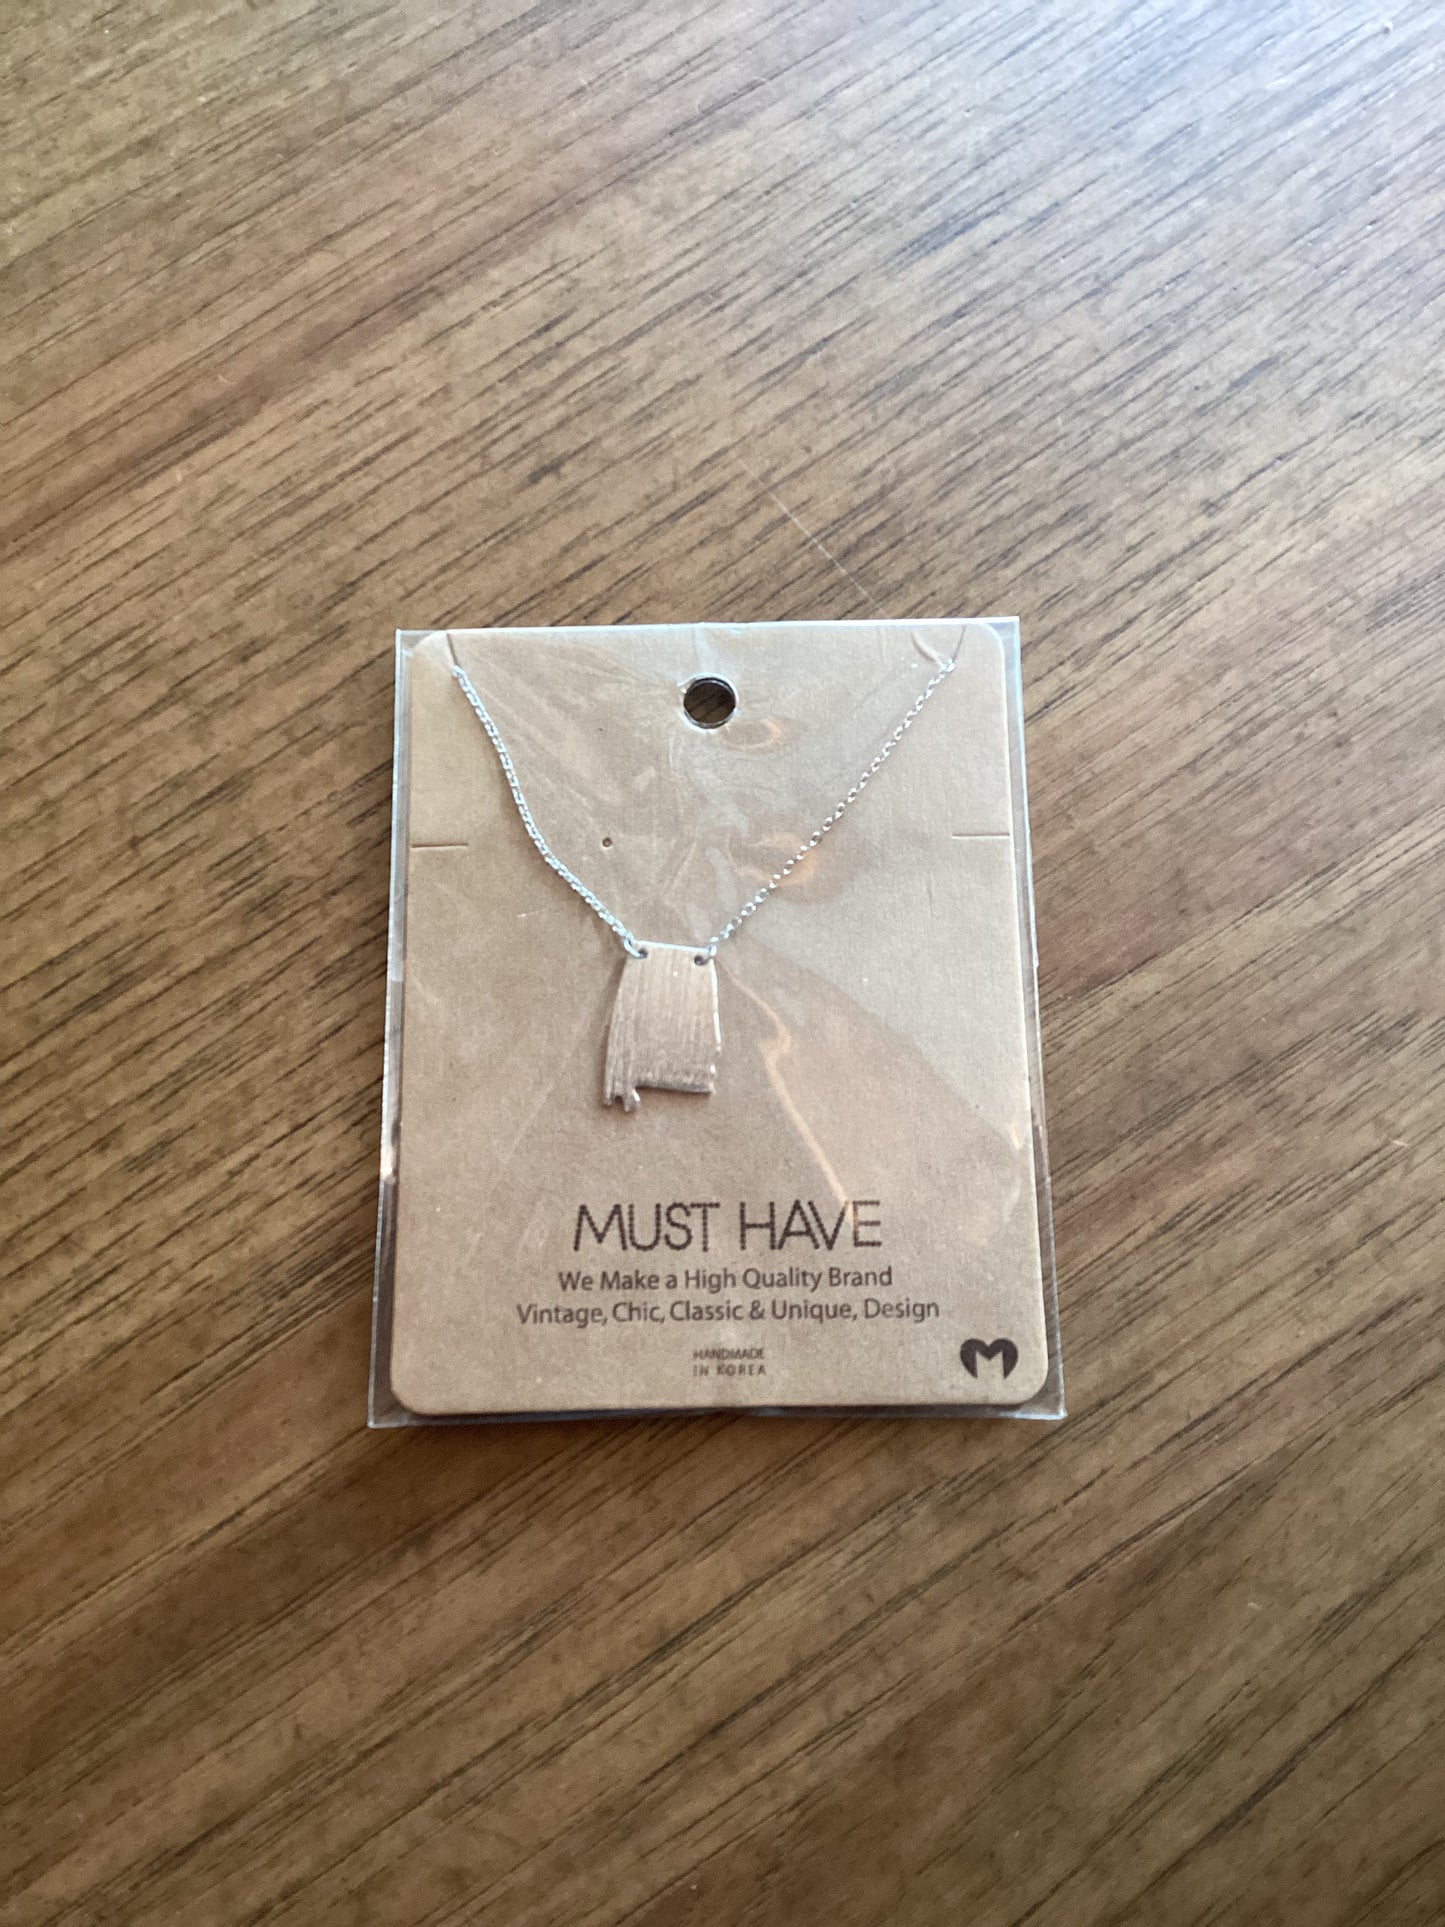 MUST HAVE
We Make a High Quality Brand
Vintage, Chic, Classic & Unique, Design
HANDMADE
IN KOREA
M